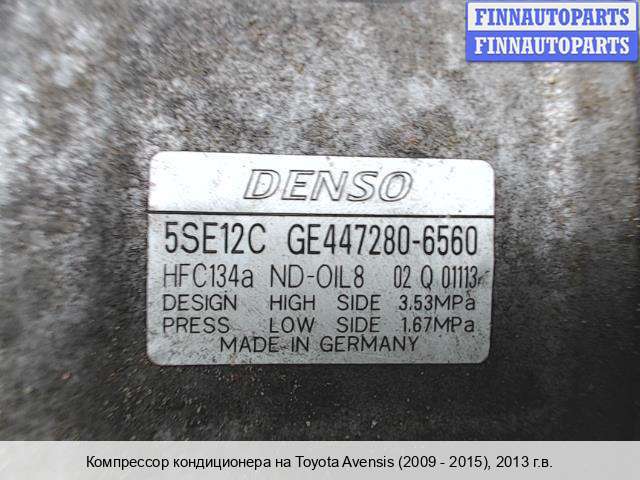 FINNAUTOPARTS
FINNAUTOPARTS
DENSO
5SE12C GE447280-6560
HFC134a ND-OIL8 02 Q 01113
DESIGN HIGH SIDE 3.53MPa
PRESS LOW SIDE 1.67MPa
MADE IN GERMANY
Компрессор кондиционера на Toyota Avensis (2009 - 2015), 2013 г.в.